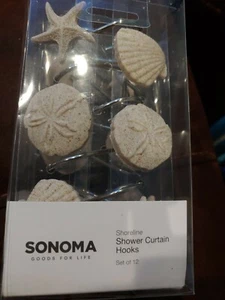 SONOMA
GOODS FOR LIFE
Shoreline
Shower Curtain
Hooks
Set of 12